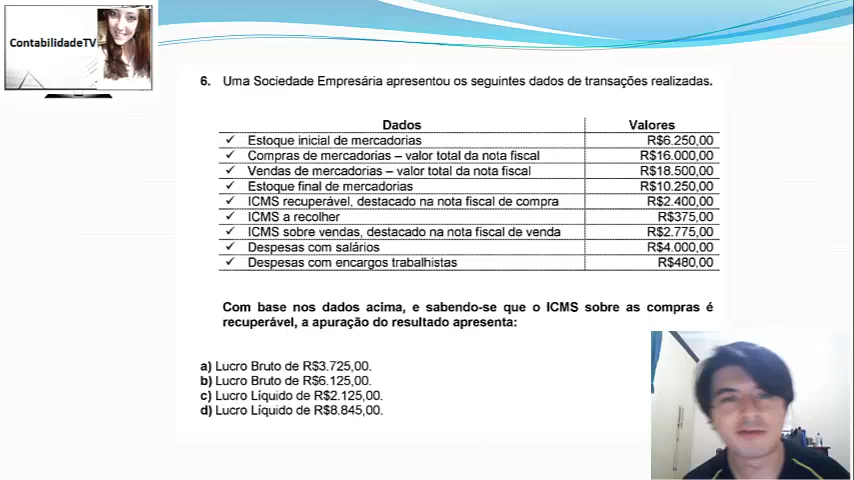 ContabilidadeTV
6. Uma Sociedade Empresária apresentou os seguintes dados de transações realizadas.
Dados Valores
✓ Estoque inicial de mercadorias R$6.250,00
✓ Compras de mercadorias – valor total da nota fiscal R$16.000,00
✓ Vendas de mercadorias – valor total da nota fiscal R$18.500,00
✓ Estoque final de mercadorias R$10.250,00
✓ ICMS recuperável, destacado na nota fiscal de compra R$2.400,00
✓ ICMS a recolher R$375,00
✓ ICMS sobre vendas, destacado na nota fiscal de venda R$2.775,00
✓ Despesas com salários R$4.000,00
✓ Despesas com encargos trabalhistas R$480,00
Com base nos dados acima, e sabendo-se que o ICMS sobre as compras é
recuperável, a apuração do resultado apresenta:
a) Lucro Bruto de R$3.725,00.
b) Lucro Bruto de R$6.125,00.
c) Lucro Líquido de R$2.125,00.
d) Lucro Líquido de R$8.845,00.